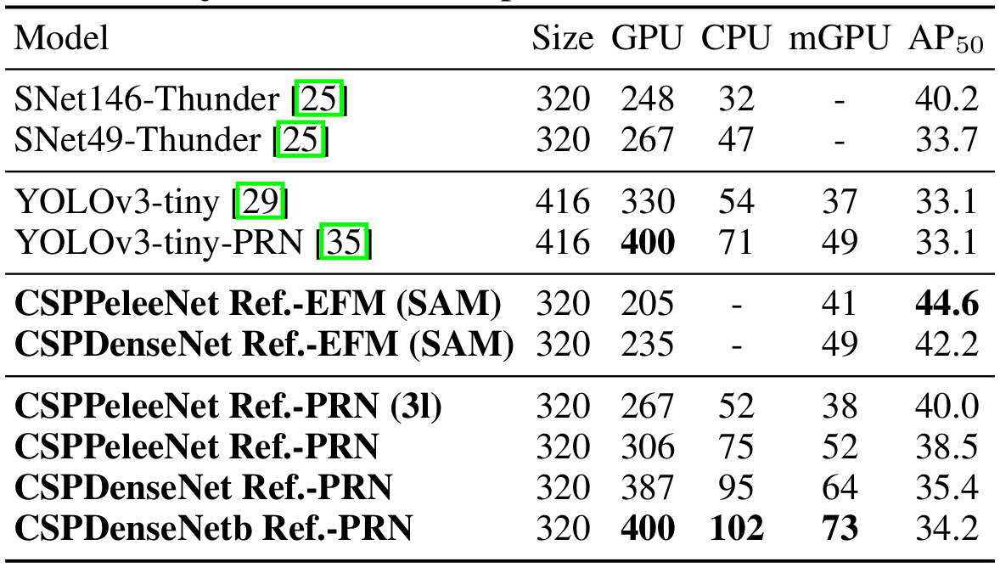 Model Size GPU CPU mGPU AP50
SNet146-Thunder [25] 320 248 32 - 40.2
SNet49-Thunder [25] 320 267 47 - 33.7
YOLOv3-tiny [29] 416 330 54 37 33.1
YOLOv3-tiny-PRN [35] 416 400 71 49 33.1
CSPPeleeNet Ref.-EFM (SAM) 320 205 - 41 44.6
CSPDenseNet Ref.-EFM (SAM) 320 235 - 49 42.2
CSPPeleeNet Ref.-PRN (3l) 320 267 52 38 40.0
CSPPeleeNet Ref.-PRN 320 306 75 52 38.5
CSPDenseNet Ref.-PRN 320 387 95 64 35.4
CSPDenseNetb Ref.-PRN 320 400 102 73 34.2